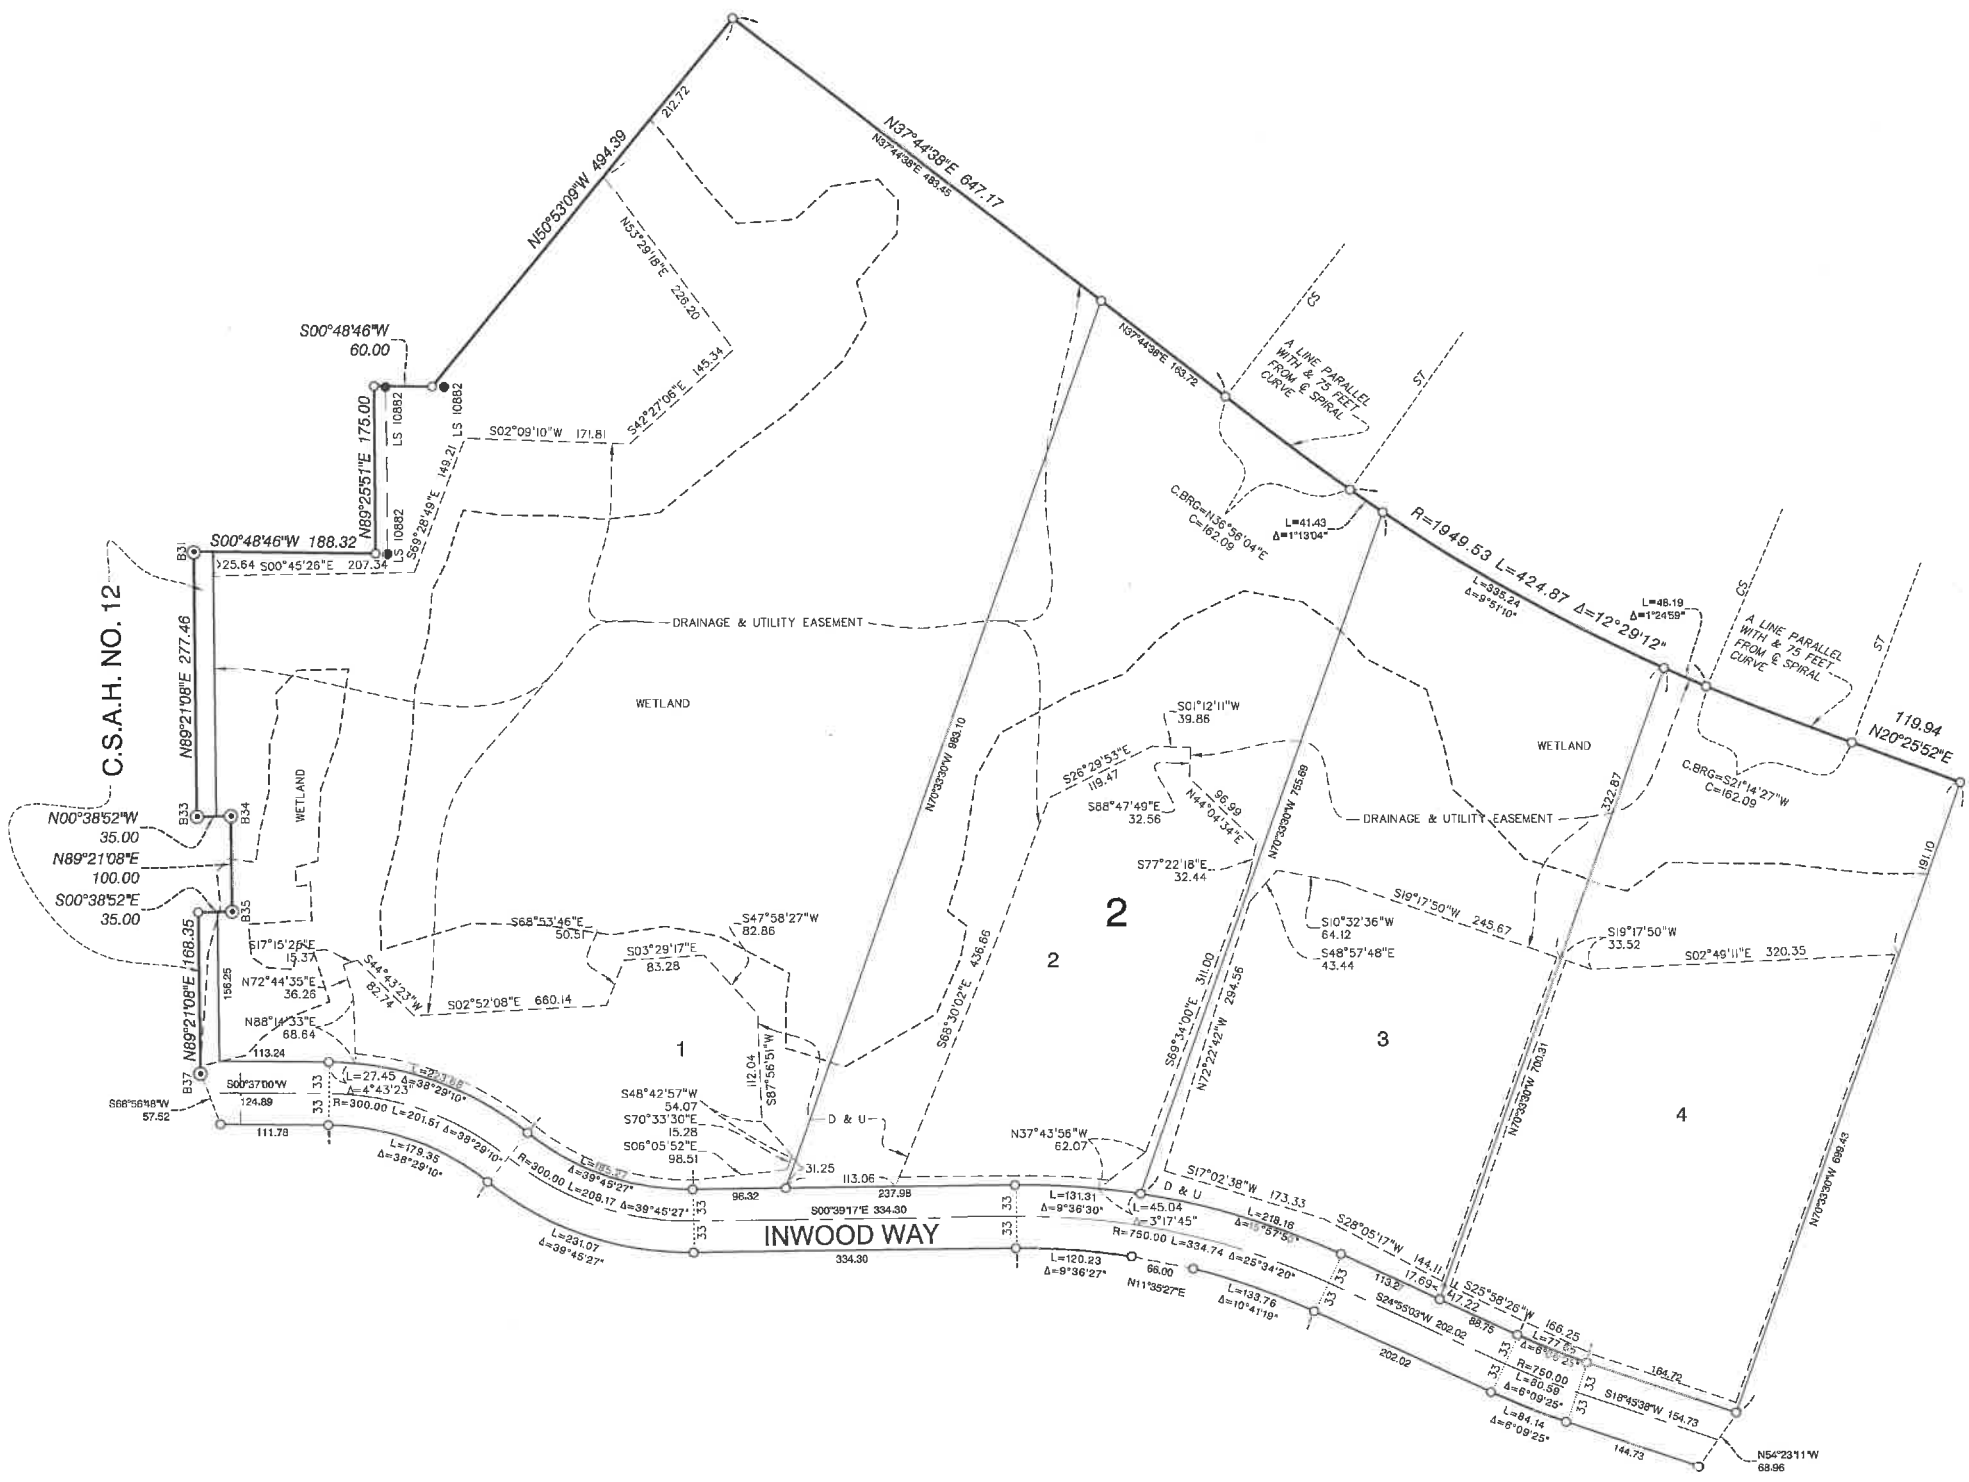 212.72
N50°53'09"W 494.39
N37°44'38"E 647.17
N37°44'38"E 483.45
N53°29'18"E 226.20
S42°27'06"E 145.34
S00°48'46"W
60.00
N89°25'51"E 175.00
LS 10882
LS 10882
LS 10882
S02°09'10"W 171.81
S69°28'49"E 149.21
N37°44'38"E 163.72
CS
ST
A LINE PARALLEL
WITH & 75 FEET
FROM ℄ SPIRAL
CURVE
C.BRG=N36°56'04"E
C=162.09
L=41.43
Δ=1°13'04"
R=1949.53 L=424.87 Δ=12°29'12"
L=335.24
Δ=9°51'10"
L=48.19
Δ=1°24'59"
CS
ST
A LINE PARALLEL
WITH & 75 FEET
FROM ℄ SPIRAL
CURVE
C.BRG=S21°14'27"W
C=162.09
119.94
N20°25'52"E
B31
S00°48'46"W 188.32
25.64 S00°45'26"E 207.34
C.S.A.H. NO. 12
N89°21'08"E 277.46
DRAINAGE & UTILITY EASEMENT
WETLAND
WETLAND
WETLAND
B33
B34
N00°38'52"W
35.00
N89°21'08"E
100.00
S00°38'52"E
35.00
B35
N89°21'08"E 168.35
B37
156.25
S17°15'25"E
15.37
N72°44'35"E
36.26
N88°14'33"E
68.64
S44°43'23"W
82.74
S02°52'08"E 660.14
S68°53'46"E
50.51
S03°29'17"E
83.28
S47°58'27"W
82.86
112.04
S87°56'51"W
N70°33'30"W 983.10
S68°30'02"E 436.66
S26°29'53"E
119.47
S01°12'11"W
39.86
S88°47'49"E
32.56
96.99
N44°04'34"E
S77°22'18"E
32.44
DRAINAGE & UTILITY EASEMENT
N70°33'30"W 755.69
322.87
191.10
2
2
1
3
4
S69°34'00"E 311.00
N72°22'42"W 294.56
S19°17'50"W 245.67
S10°32'36"W
64.12
S48°57'48"E
43.44
S19°17'50"W
33.52
S02°49'11"E 320.35
N70°33'30"W 700.31
N70°33'30"W 699.43
113.24
S00°37'00"W
124.89
S66°56'48"W
57.52
111.78
33
33
L=27.45
Δ=4°43'23"
Δ=38°29'10"
R=300.00 L=201.51 Δ=38°29'10"
L=179.35
Δ=38°29'10"
Δ=39°45'27"
R=300.00 L=208.17 Δ=39°45'27"
L=231.07
Δ=39°45'27"
S48°42'57"W
54.07
S70°33'30"E
15.28
S06°05'52"E
98.51
D & U
31.25
113.06
96.32
237.98
33
33
S00°39'17"E 334.30
INWOOD WAY
334.30
33
33
N37°43'56"W
62.07
L=131.31
Δ=9°36'30"
L=45.04
Δ=3°17'45"
R=750.00 L=334.74 Δ=25°34'20"
L=120.23
Δ=9°36'27"
66.00
N11°35'27"E
S17°02'38"W 173.33
D & U
L=218.16
S28°05'17"W 144.11
L=133.76
Δ=10°41'19"
33
33
17.69
47.22
S25°58'26"W 166.25
88.75
S24°55'03"W 202.02
202.02
33
33
R=750.00
L=80.59
Δ=6°09'25"
L=84.14
Δ=6°09'25"
33
33
164.72
S18°45'38"W 154.73
144.73
N54°23'11"W
68.96